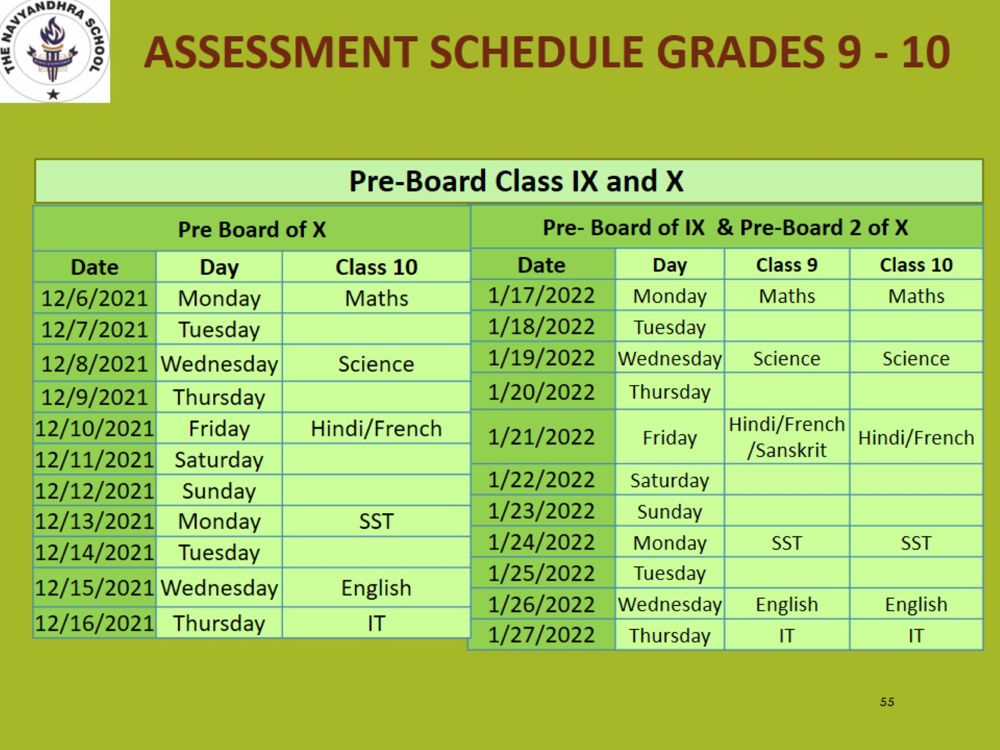 THE NAVYANDHRA SCHOOL
ASSESSMENT SCHEDULE GRADES 9 - 10
Pre-Board Class IX and X
Pre Board of X
Date Day Class 10
12/6/2021 Monday Maths
12/7/2021 Tuesday
12/8/2021 Wednesday Science
12/9/2021 Thursday
12/10/2021 Friday Hindi/French
12/11/2021 Saturday
12/12/2021 Sunday
12/13/2021 Monday SST
12/14/2021 Tuesday
12/15/2021 Wednesday English
12/16/2021 Thursday IT
Pre- Board of IX & Pre-Board 2 of X
Date Day Class 9 Class 10
1/17/2022 Monday Maths Maths
1/18/2022 Tuesday
1/19/2022 Wednesday Science Science
1/20/2022 Thursday
1/21/2022 Friday Hindi/French /Sanskrit Hindi/French
1/22/2022 Saturday
1/23/2022 Sunday
1/24/2022 Monday SST SST
1/25/2022 Tuesday
1/26/2022 Wednesday English English
1/27/2022 Thursday IT IT
55